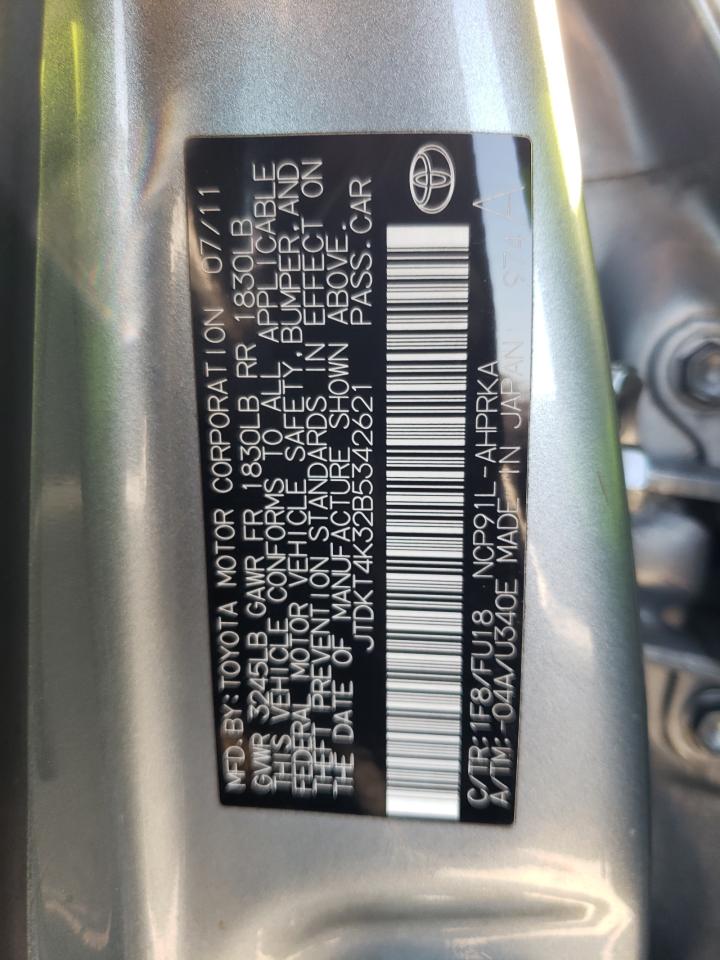 MFD.BY:TOYOTA MOTOR CORPORATION 07/11
GVWR 3245LB GAWR FR 1830LB RR 1830LB
THIS VEHICLE CONFORMS TO ALL APPLICABLE
FEDERAL MOTOR VEHICLE SAFETY,BUMPER,AND
THEFT PREVENTION STANDARDS IN EFFECT ON
THE DATE OF MANUFACTURE SHOWN ABOVE.
JTDKT4K32B5342621 PASS.CAR
C/TR:1F8/FU18 NCP91L-AHPRKA
A/TM:-04A/U340E MADE IN JAPAN 974 A